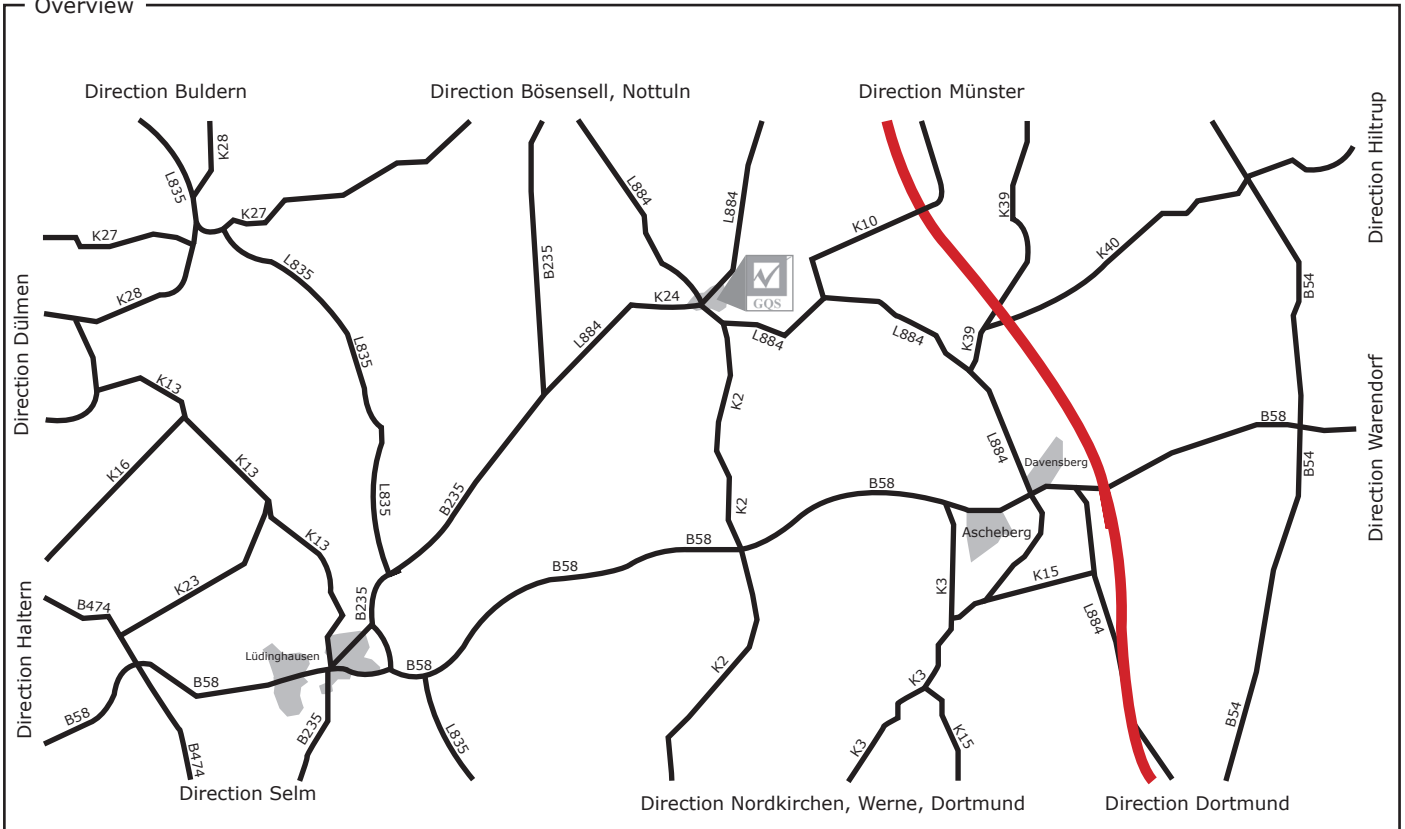 Overview
Direction Buldern
Direction Bösensell, Nottuln
Direction Münster
Direction Hiltrup
K28
L835
L884
L884
K39
K27
K10
K27
K40
L835
B235
B54
K28
K24
GQS
L884
L884
L884
K39
Direction Dülmen
L835
K13
K2
B58
Direction Warendorf
L884
K16
K13
Davensberg
B54
L835
B235
K2
B58
Ascheberg
K13
B58
B58
K15
K23
K3
B474
B235
L884
Direction Haltern
Lüdinghausen
B58
B58
K2
K3
B58
B235
L835
K3
K15
B54
B474
Direction Selm
Direction Nordkirchen, Werne, Dortmund
Direction Dortmund